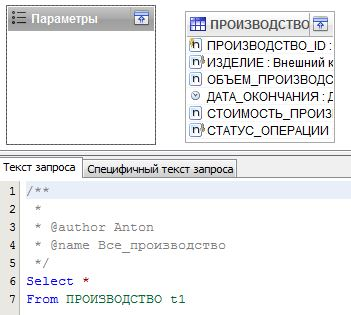 Параметры
ПРОИЗВОДСТВО
ПРОИЗВОДСТВО_ID :
ИЗДЕЛИЕ : Внешний к
ОБЪЕМ_ПРОИЗВОДС
ДАТА_ОКОНЧАНИЯ : Д
СТОИМОСТЬ_ПРОИЗ
СТАТУС_ОПЕРАЦИИ
Текст запроса
Специфичный текст запроса
1 /**
2 *
3 * @author Anton
4 * @name Все_производство
5 */
6 Select *
7 From ПРОИЗВОДСТВО t1